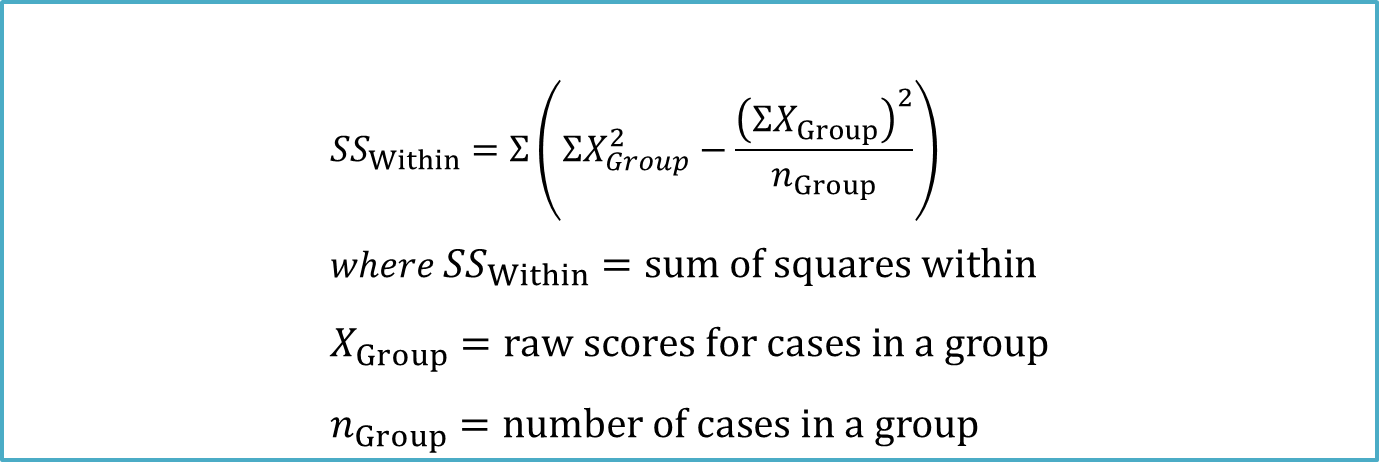 SS_Within = Σ(ΣX²_Group − (ΣX_Group)² / n_Group)
where SS_Within = sum of squares within
X_Group = raw scores for cases in a group
n_Group = number of cases in a group